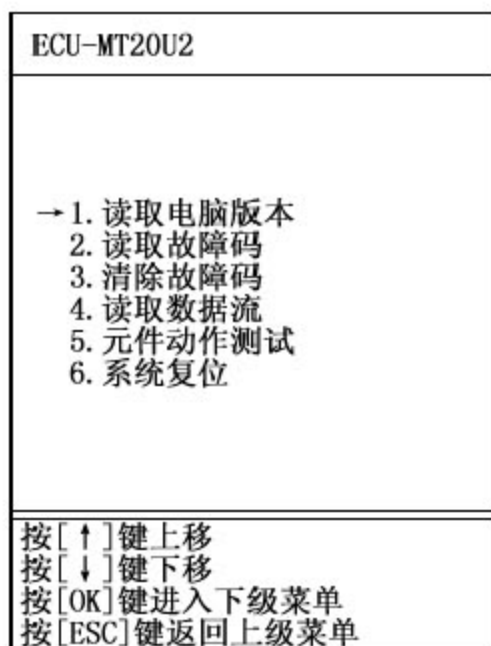 ECU-MT20U2
→1.读取电脑版本
2.读取故障码
3.清除故障码
4.读取数据流
5.元件动作测试
6.系统复位
按[↑]键上移
按[↓]键下移
按[OK]键进入下级菜单
按[ESC]键返回上级菜单